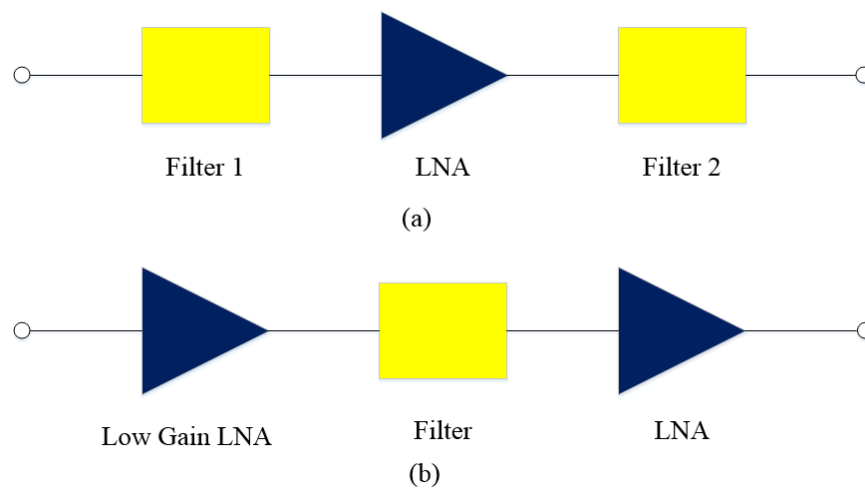 Filter 1 LNA Filter 2
(a)
Low Gain LNA Filter LNA
(b)